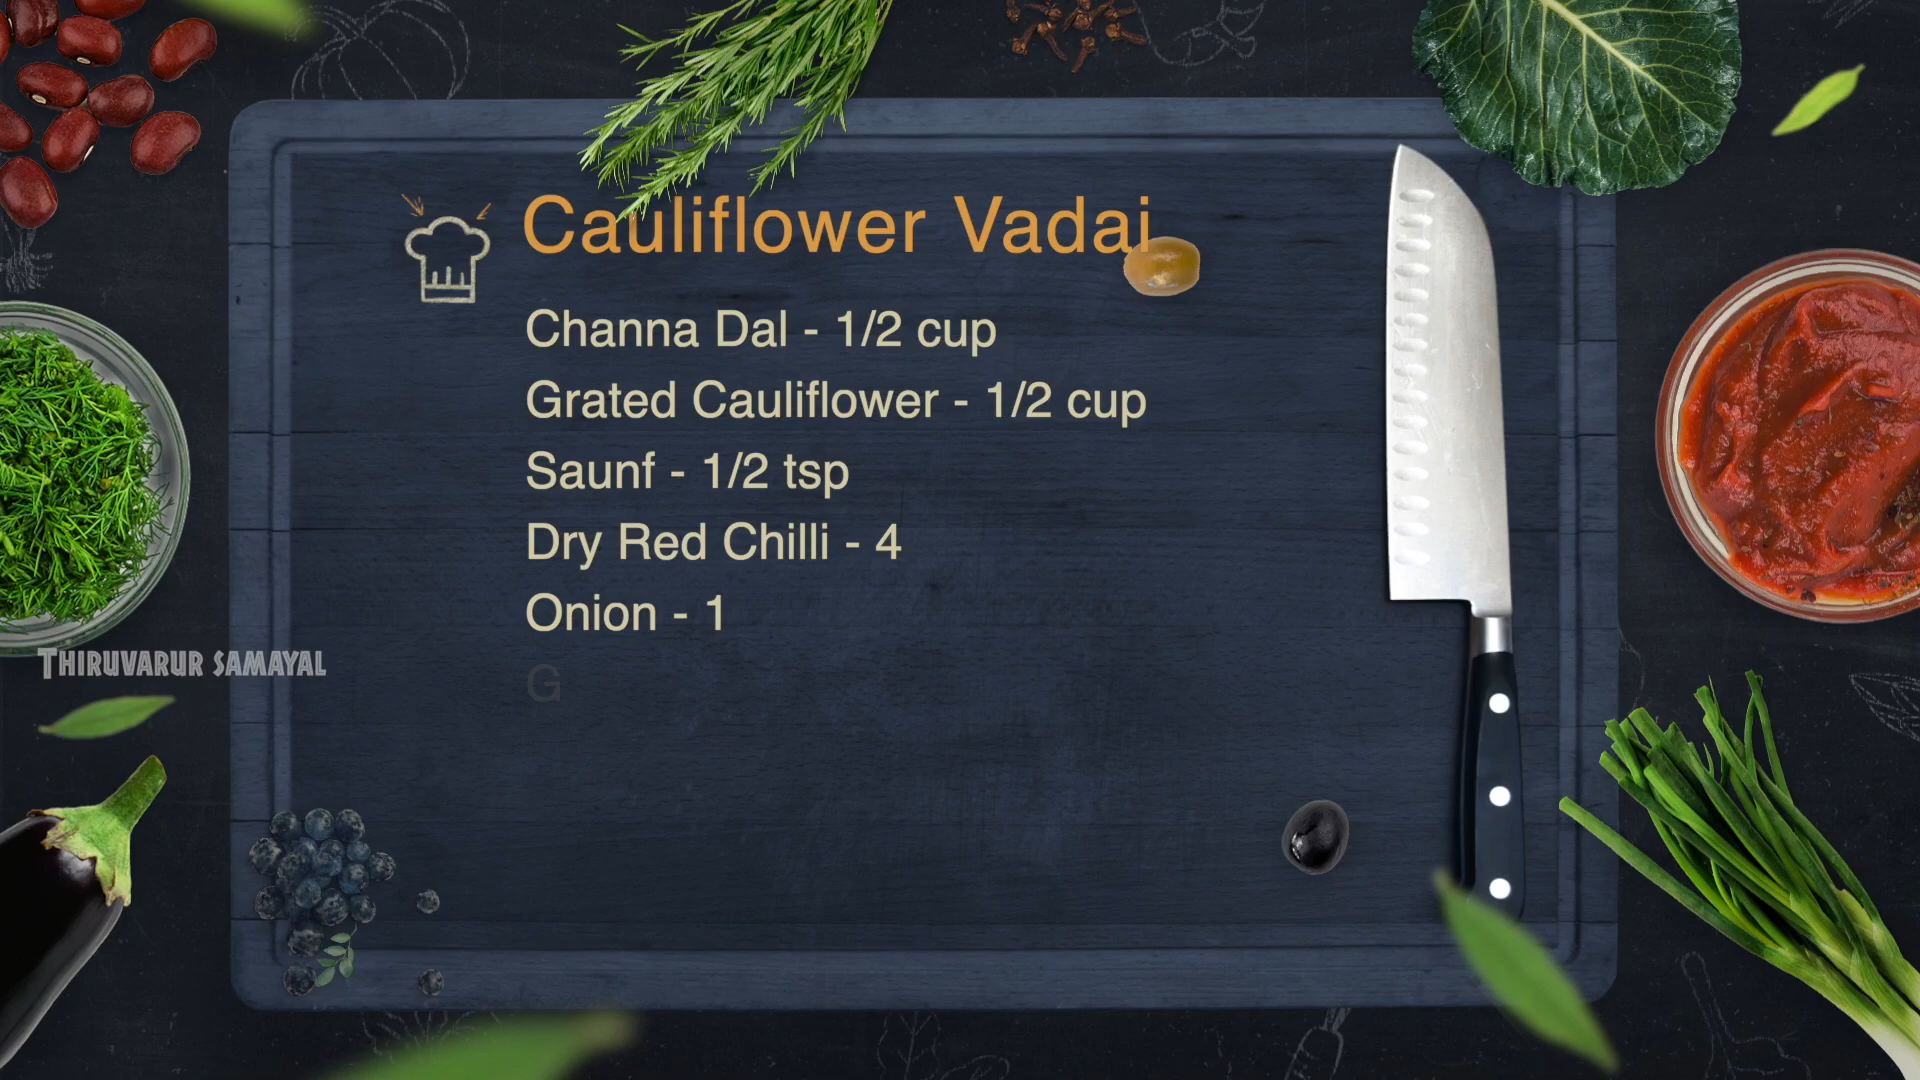 Cauliflower Vadai
Channa Dal - 1/2 cup
Grated Cauliflower - 1/2 cup
Saunf - 1/2 tsp
Dry Red Chilli - 4
Onion - 1
G
THIRUVARUR SAMAYAL